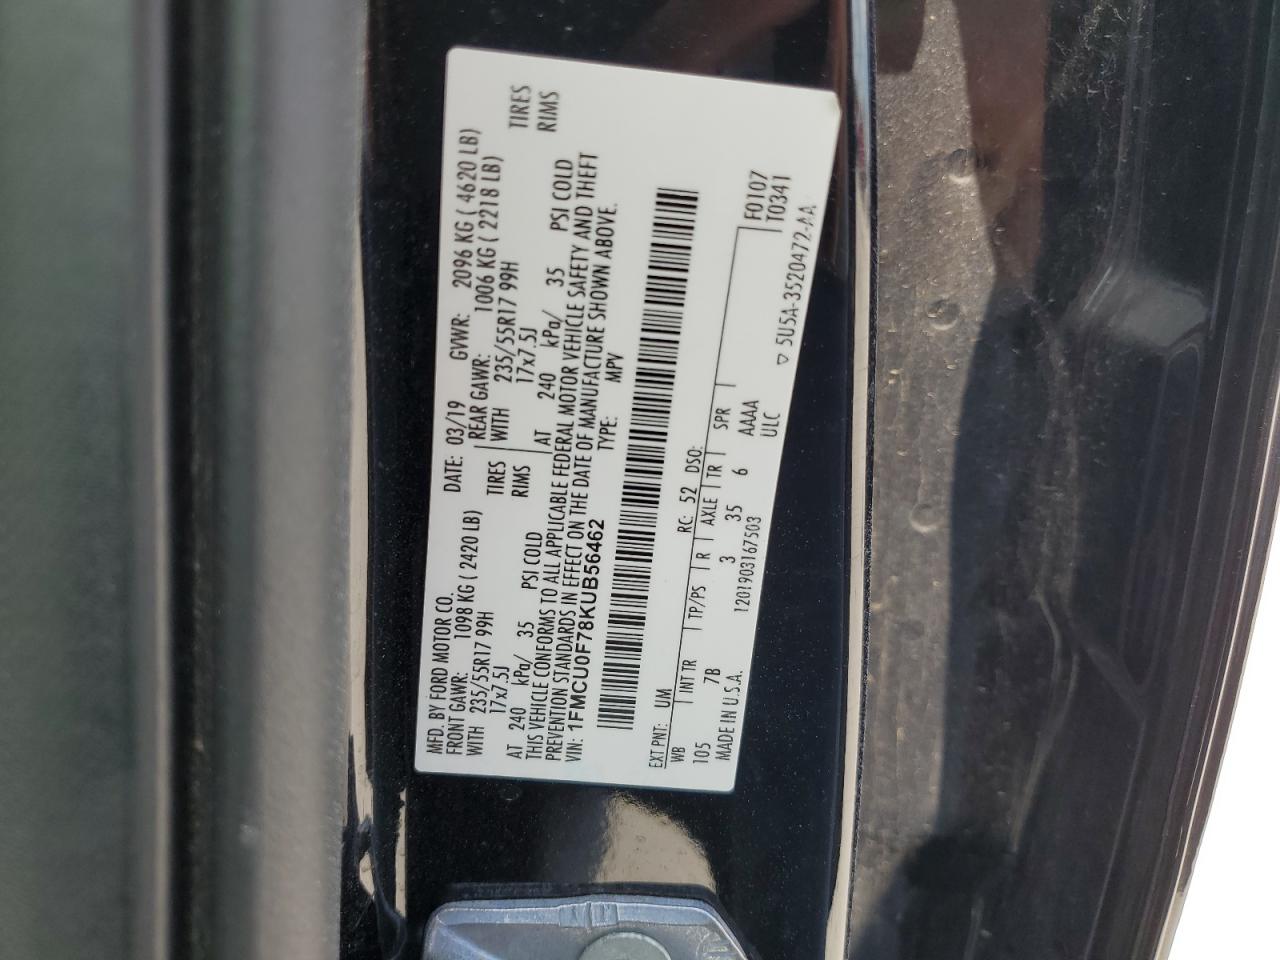 MFD. BY FORD MOTOR CO. DATE: 03/19 GVWR: 2096 KG ( 4620 LB)
FRONT GAWR: 1098 KG ( 2420 LB) REAR GAWR: 1006 KG ( 2218 LB)
WITH 235/55R17 99H TIRES WITH 235/55R17 99H TIRES
17x7.5J RIMS 17x7.5J RIMS
AT 240 kPa/ 35 PSI COLD AT 240 kPa/ 35 PSI COLD
THIS VEHICLE CONFORMS TO ALL APPLICABLE FEDERAL MOTOR VEHICLE SAFETY AND THEFT
PREVENTION STANDARDS IN EFFECT ON THE DATE OF MANUFACTURE SHOWN ABOVE.
VIN: 1FMCU0F78KUB56462 TYPE: MPV
EXT PNT: UM RC: 52 DSO: F0107
WB INT TR TP/PS R AXLE TR SPR T0341
105 7B 3 35 6 AAAA
MADE IN U.S.A. 1201903167503 ULC
▽ 5U5A-3520472-AA